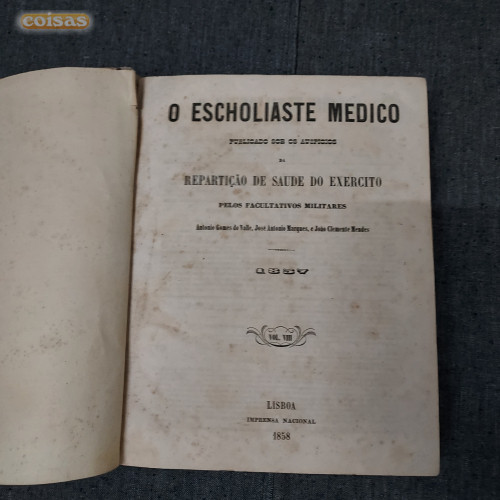 coisas
O ESCHOLIASTE MEDICO
PUBLICADO SOB OS AUSPICIOS
DA
REPARTIÇÃO DE SAUDE DO EXERCITO
PELOS FACULTATIVOS MILITARES
Antonio Gomes do Valle, José Antonio Marques, e João Clemente Mendes
1857
VOL. VIII
LISBOA
IMPRENSA NACIONAL
1858